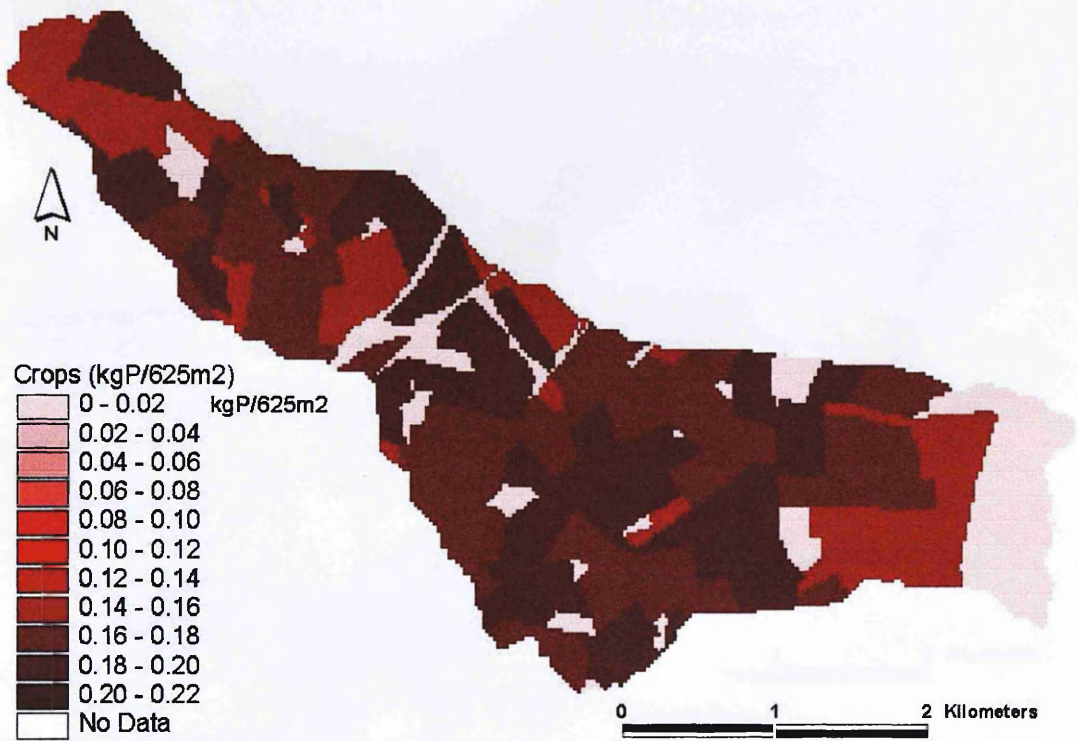 N
Crops (kgP/625m2)
0 - 0.02 kgP/625m2
0.02 - 0.04
0.04 - 0.06
0.06 - 0.08
0.08 - 0.10
0.10 - 0.12
0.12 - 0.14
0.14 - 0.16
0.16 - 0.18
0.18 - 0.20
0.20 - 0.22
No Data
0 1 2 Kilometers